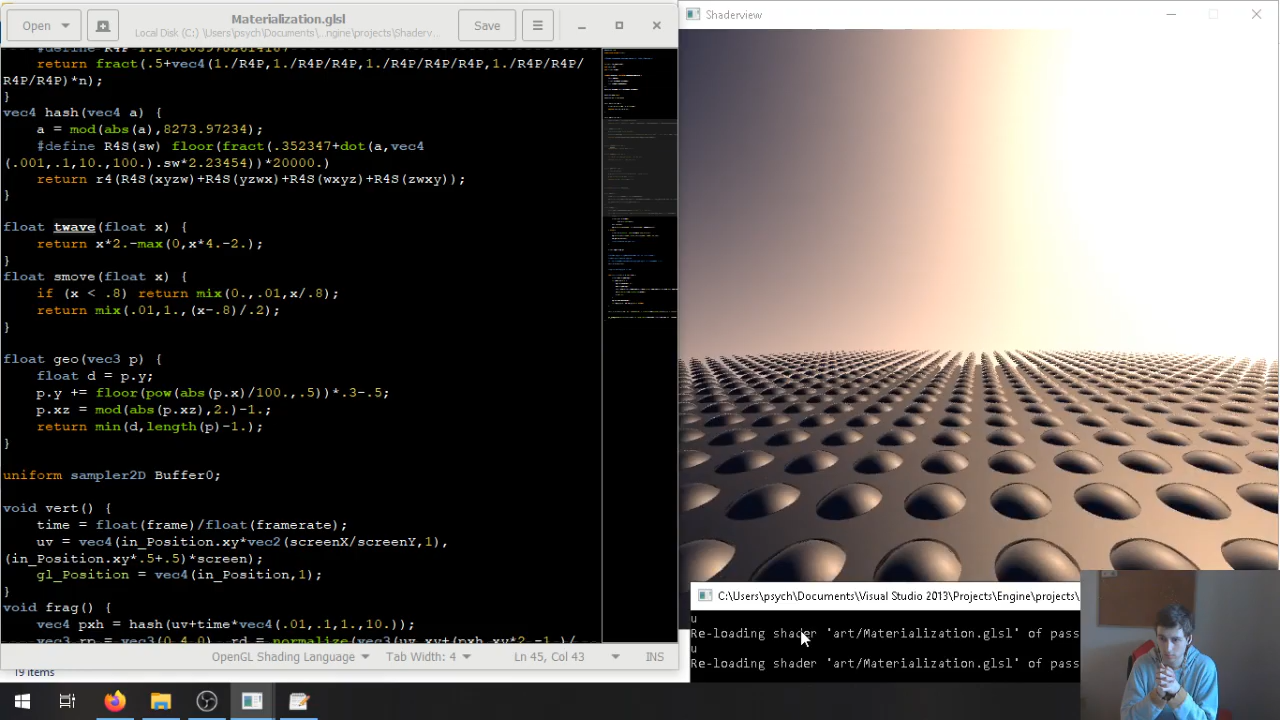 Open
Materialization.glsl
Local Disk (C:) \Users\psych\Documents\...ngine\projects\Shaderv...
Save
return fract(.5+vec4(1./R4P,1./R4P/R4P,1./R4P/R4P/R4P,1./R4P/R4P/
R4P/R4P)*n);
}
vec4 hash(vec4 a) {
a = mod(abs(a),8273.97234);
#define R4S(sw) floor(fract(.352347+dot(a,vec4
(.001,.1,10.,100.).sw*2.23454))*20000.)
return r4(R4S(xyzw)+R4S(yzwx)+R4S(wxyz)+R4S(zwxy));
}
float twave(float x) {
return x*2.-max(0,x*4.-2.);
}
float smove(float x) {
if (x < .8) return mix(0.,.01,x/.8);
return mix(.01,1.,(x-.8)/.2);
}
float geo(vec3 p) {
float d = p.y;
p.y += floor(pow(abs(p.x)/100.,.5))*.3-.5;
p.xz = mod(abs(p.xz),2.)-1.;
return min(d,length(p)-1.);
}
uniform sampler2D Buffer0;
void vert() {
time = float(frame)/float(framerate);
uv = vec4(in_Position.xy*vec2(screenX/screenY,1),
(in_Position.xy*.5+.5)*screen);
gl_Position = vec4(in_Position,1);
}
void frag() {
vec4 pxh = hash(uv+time*vec4(.01,.1,1.,10.));
OpenGL Shading Language
Tab Width: 4
Ln 45, Col 43
INS
19 items
Shaderview
C:\Users\psych\Documents\Visual Studio 2013\Projects\Engine\projects\
u
Re-loading shader 'art/Materialization.glsl' of pass
u
Re-loading shader 'art/Materialization.glsl' of pass